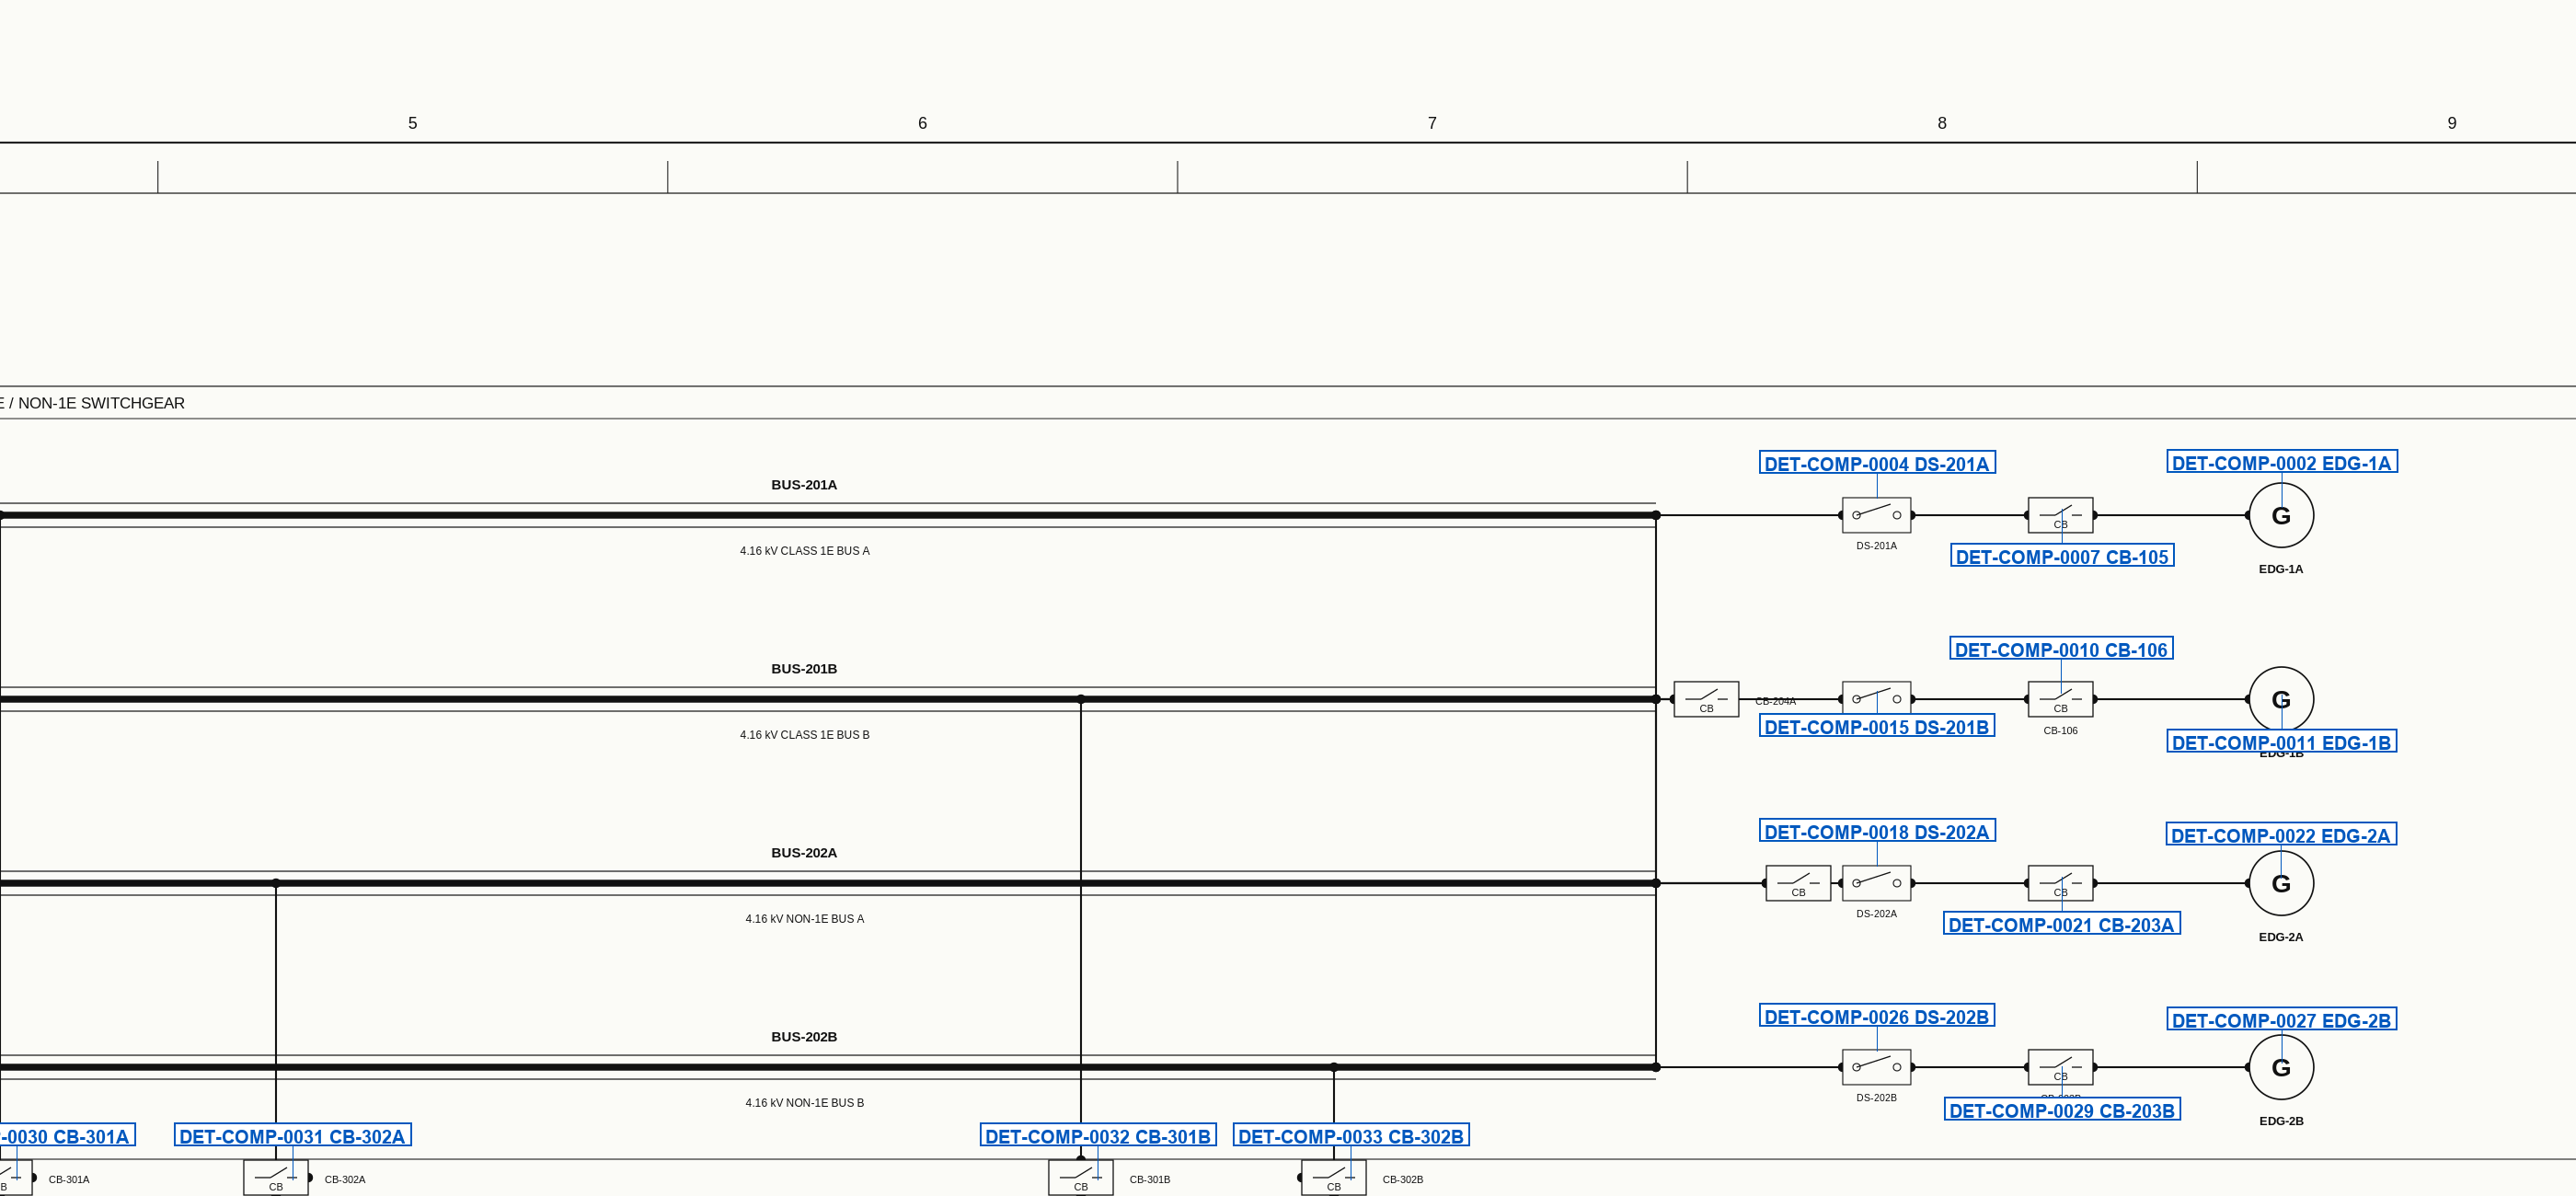 5 6 7 8 9
E / NON-1E SWITCHGEAR
DET-COMP-0004 DS-201A DET-COMP-0002 EDG-1A
BUS-201A
CB G
4.16 kV CLASS 1E BUS A DS-201A DET-COMP-0007 CB-105
EDG-1A
DET-COMP-0010 CB-106
BUS-201B
CB CB-204A CB G
DET-COMP-0015 DS-201B CB-106
4.16 kV CLASS 1E BUS B DET-COMP-0011 EDG-1B
EDG-1B
DET-COMP-0018 DS-202A DET-COMP-0022 EDG-2A
BUS-202A
CB CB G
4.16 kV NON-1E BUS A DS-202A DET-COMP-0021 CB-203A
EDG-2A
DET-COMP-0026 DS-202B DET-COMP-0027 EDG-2B
BUS-202B
CB G
4.16 kV NON-1E BUS B DS-202B DET-COMP-0029 CB-203B
EDG-2B
-0030 CB-301A DET-COMP-0031 CB-302A DET-COMP-0032 CB-301B DET-COMP-0033 CB-302B
B CB-301A CB CB-302A CB CB-301B CB CB-302B